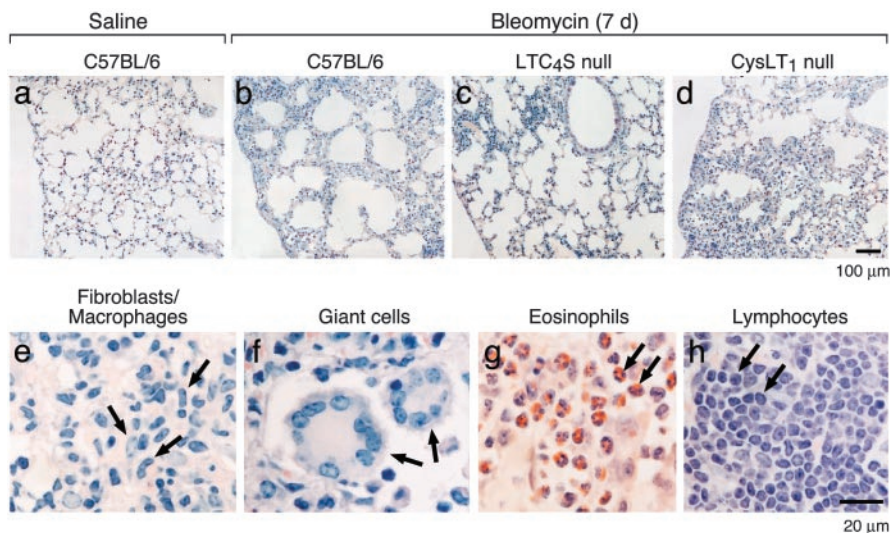 Saline Bleomycin (7 d)
C57BL/6 C57BL/6 LTC₄S null CysLT₁ null
a b c d
100 μm
Fibroblasts/
Macrophages Giant cells Eosinophils Lymphocytes
e f g h
20 μm